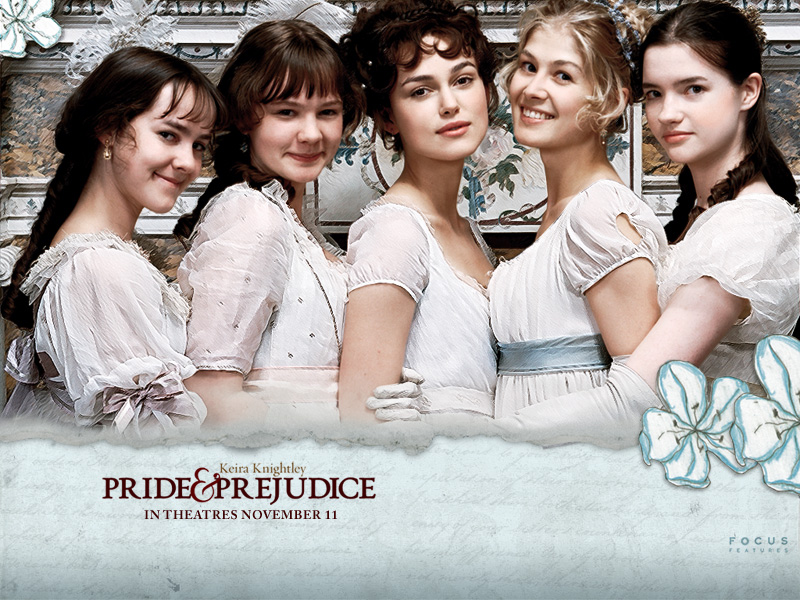 Keira Knightley
PRIDE & PREJUDICE
IN THEATRES NOVEMBER 11
FOCUS
FEATURES